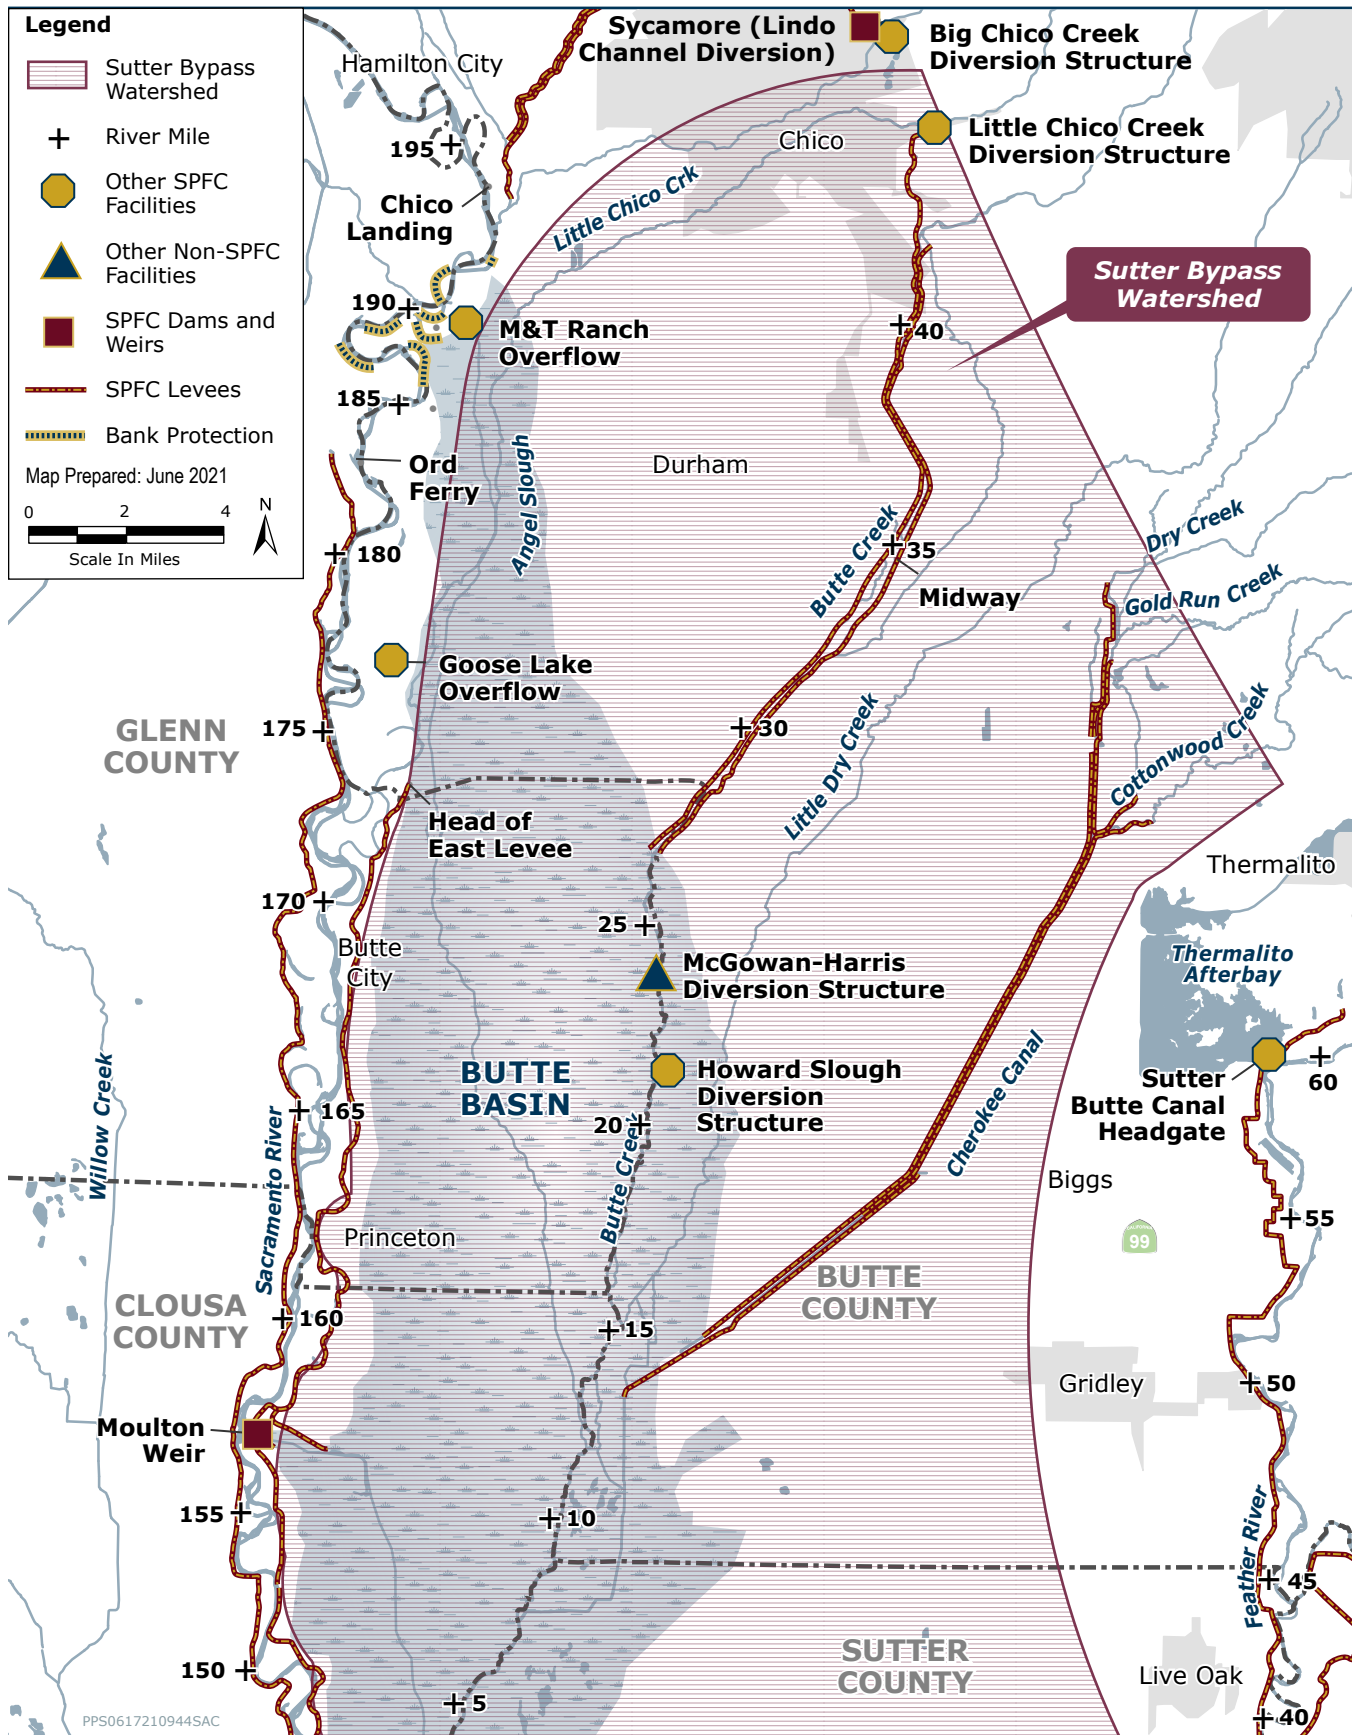 Legend
Sutter Bypass
Watershed
River Mile
Other SPFC
Facilities
Other Non-SPFC
Facilities
SPFC Dams and
Weirs
SPFC Levees
Bank Protection
Map Prepared: June 2021
0 2 4
N
Scale In Miles
Sycamore (Lindo
Channel Diversion)
Big Chico Creek
Diversion Structure
Hamilton City
Little Chico Creek
Diversion Structure
Chico
195
Chico
Landing
Little Chico Crk
Sutter Bypass
Watershed
190
M&T Ranch
Overflow
40
185
Ord
Ferry
Durham
Angel Slough
180
Butte Creek
35
Midway
Dry Creek
Gold Run Creek
Goose Lake
Overflow
GLENN
COUNTY
175
30
Little Dry Creek
Cottonwood Creek
Head of
East Levee
Thermalito
170
25
Butte
City
McGowan-Harris
Diversion Structure
Thermalito
Afterbay
Willow Creek
Sacramento River
165
BUTTE
BASIN
Howard Slough
Diversion
Structure
20
Butte Creek
Cherokee Canal
Sutter
Butte Canal
Headgate
60
Biggs
55
CALIFORNIA
99
Princeton
CLOUSA
COUNTY
160
15
BUTTE
COUNTY
Gridley
50
Moulton
Weir
155
10
Feather River
45
SUTTER
COUNTY
Live Oak
150
5
40
PPS0617210944SAC